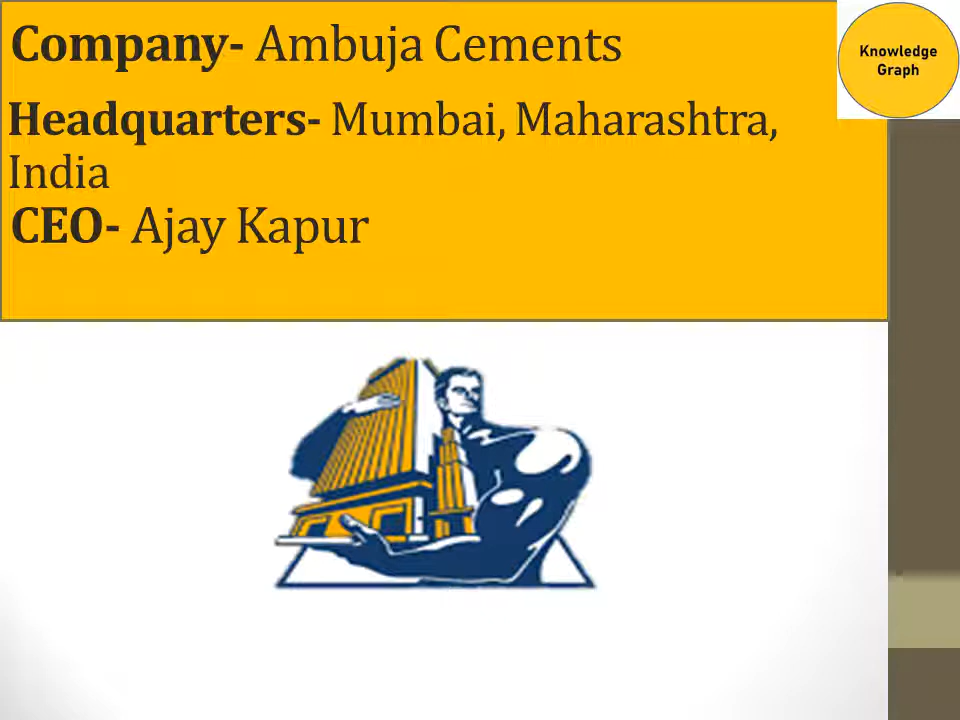 Company- Ambuja Cements
Knowledge
Graph
Headquarters- Mumbai, Maharashtra,
India
CEO- Ajay Kapur